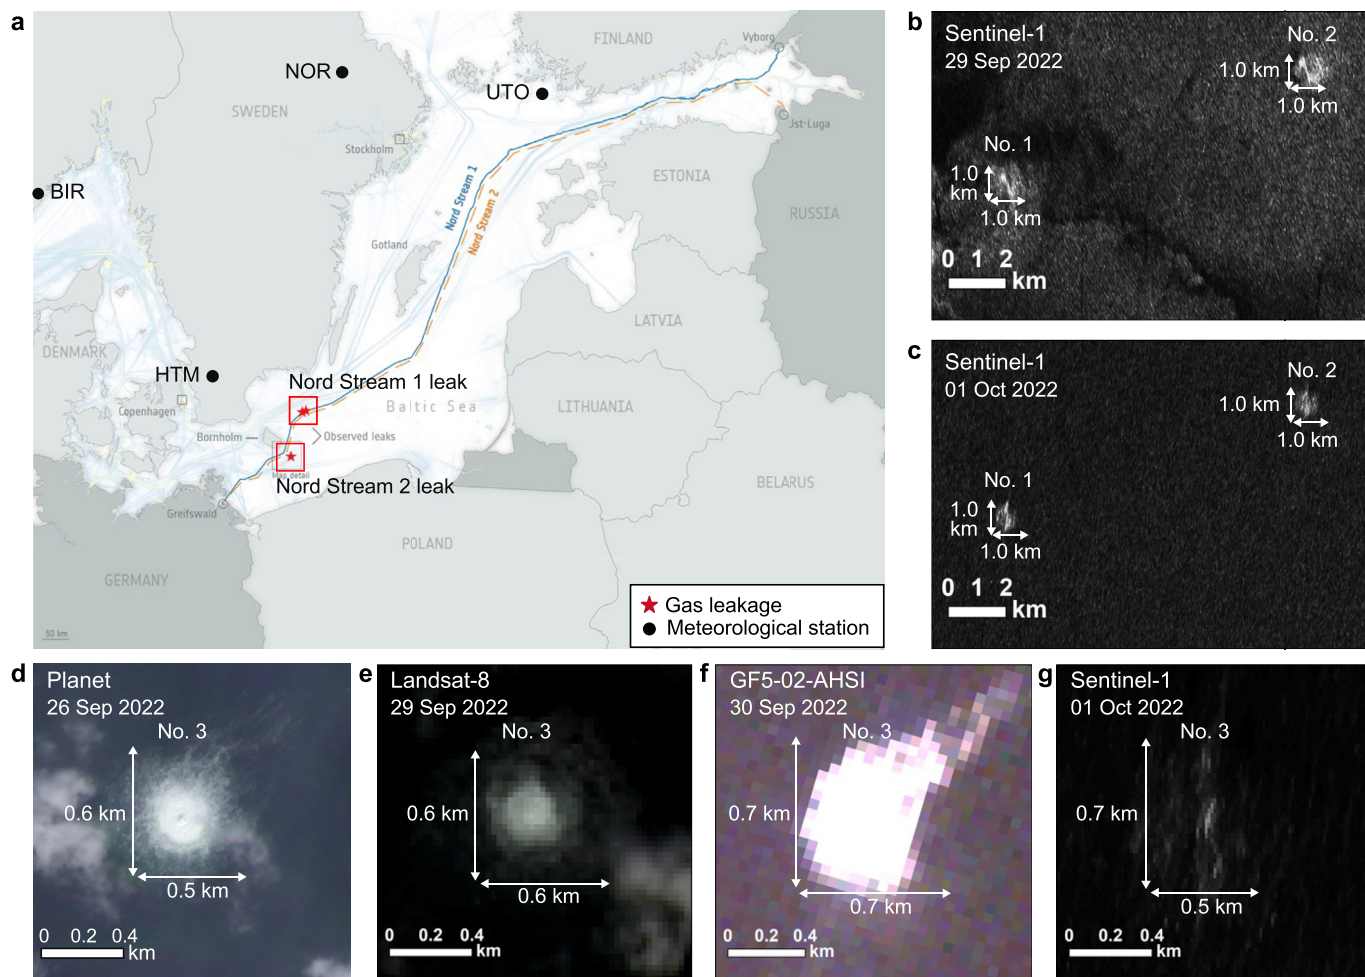 a
FINLAND
Vyborg
NOR
UTO
SWEDEN
Jst-Luga
Stockholm
ESTONIA
BIR
Nord Stream 1
Nord Stream 2
RUSSIA
Gotland
LATVIA
DENMARK
HTM
Nord Stream 1 leak
Copenhagen
Baltic Sea
LITHUANIA
Bornholm
Observed leaks
Map detail
Nord Stream 2 leak
BELARUS
Greifswald
POLAND
GERMANY
50 km
Gas leakage
Meteorological station
b
Sentinel-1
29 Sep 2022
No. 2
1.0 km
1.0 km
No. 1
1.0
km
1.0 km
0 1 2
km
c
Sentinel-1
01 Oct 2022
No. 2
1.0 km
1.0 km
No. 1
1.0
km
1.0 km
0 1 2
km
d
Planet
26 Sep 2022
No. 3
0.6 km
0.5 km
0 0.2 0.4
km
e
Landsat-8
29 Sep 2022
No. 3
0.6 km
0.6 km
0 0.2 0.4
km
f
GF5-02-AHSI
30 Sep 2022
No. 3
0.7 km
0.7 km
0 0.2 0.4
km
g
Sentinel-1
01 Oct 2022
No. 3
0.7 km
0.5 km
0 0.2 0.4
km